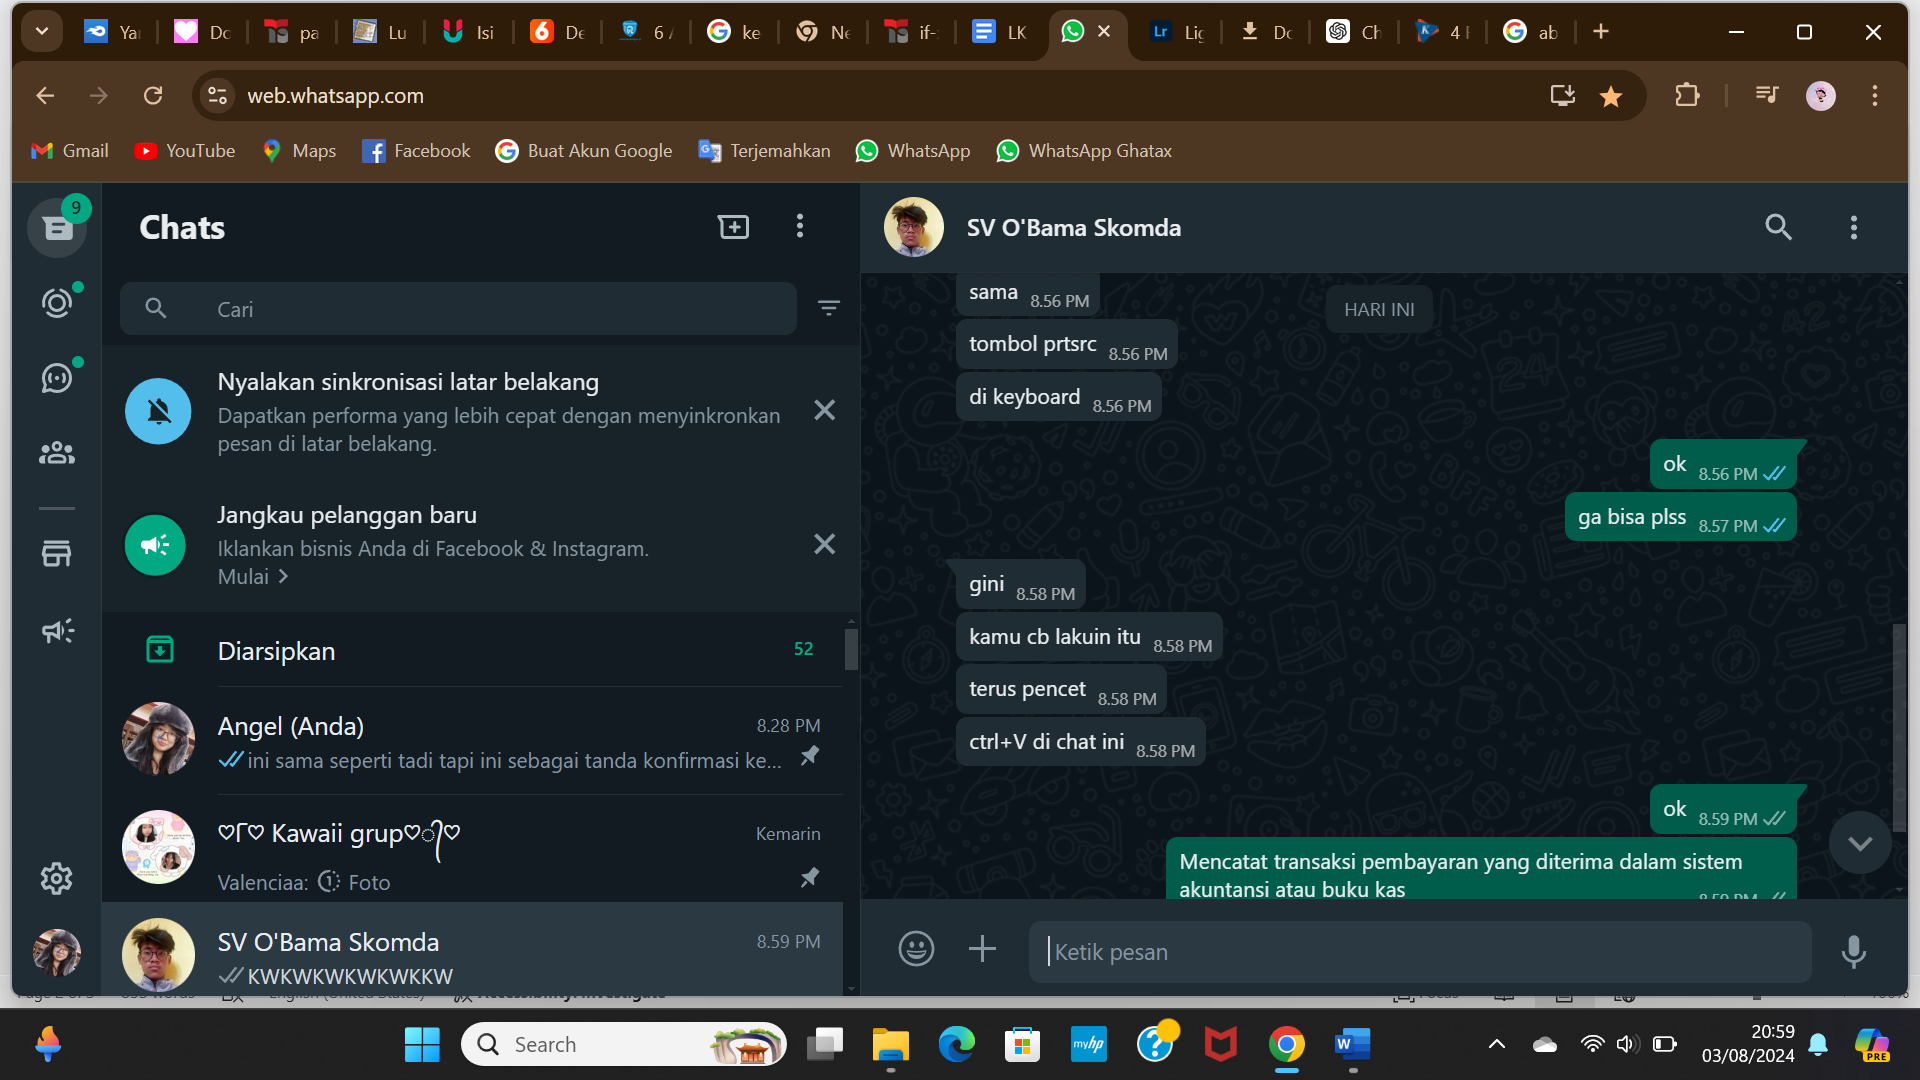 Ya
Do
pa
Lu
Isi
De
6 A
ke
Ne
if-
LK
Lig
Do
Ch
4 F
ab
web.whatsapp.com
Gmail
YouTube
Maps
Facebook
Buat Akun Google
Terjemahkan
WhatsApp
WhatsApp Ghatax
9
Chats
Cari
Nyalakan sinkronisasi latar belakang
Dapatkan performa yang lebih cepat dengan menyinkronkan
pesan di latar belakang.
Jangkau pelanggan baru
Iklankan bisnis Anda di Facebook & Instagram.
Mulai >
Diarsipkan 52
Angel (Anda) 8.28 PM
ini sama seperti tadi tapi ini sebagai tanda konfirmasi ke...
Kawaii grup Kemarin
Valenciaa: Foto
SV O'Bama Skomda 8.59 PM
KWKWKWKWKWKKW
SV O'Bama Skomda
HARI INI
sama 8.56 PM
tombol prtsrc 8.56 PM
di keyboard 8.56 PM
ok 8.56 PM
ga bisa plss 8.57 PM
gini 8.58 PM
kamu cb lakuin itu 8.58 PM
terus pencet 8.58 PM
ctrl+V di chat ini 8.58 PM
ok 8.59 PM
Mencatat transaksi pembayaran yang diterima dalam sistem
akuntansi atau buku kas 8.59 PM
Ketik pesan
Search
myhp
20:59
03/08/2024
PRE